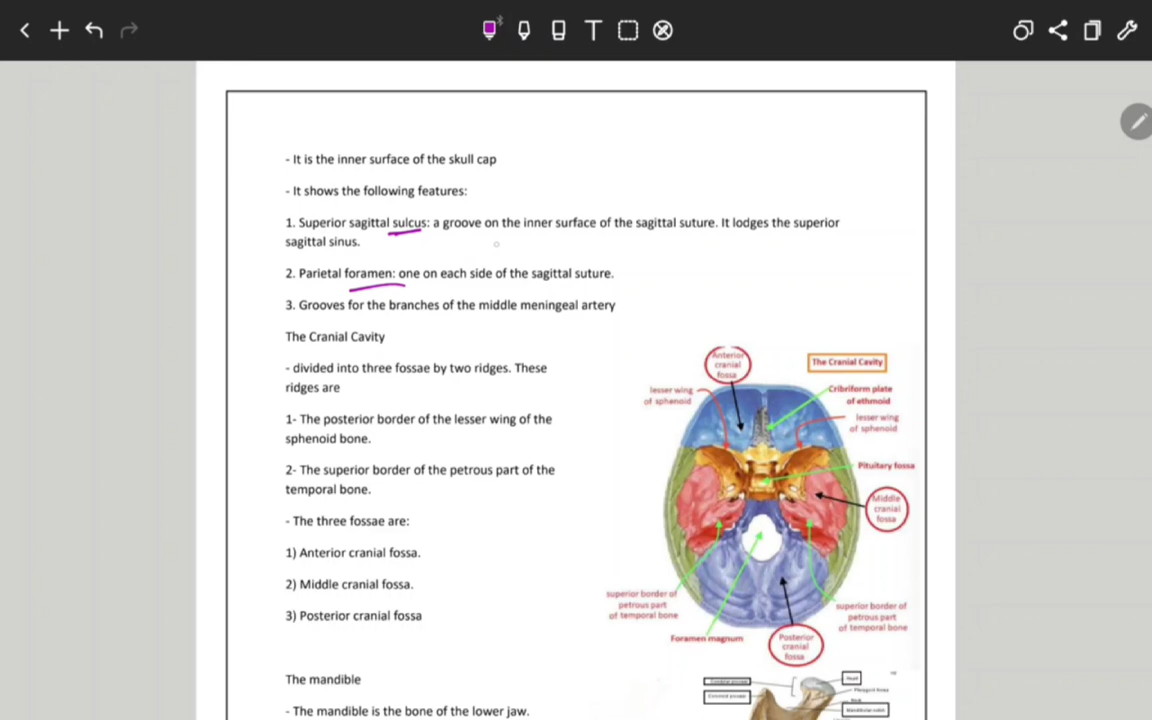 - It is the inner surface of the skull cap
- It shows the following features:
1. Superior sagittal sulcus: a groove on the inner surface of the sagittal suture. It lodges the superior
sagittal sinus.
2. Parietal foramen: one on each side of the sagittal suture.
3. Grooves for the branches of the middle meningeal artery
The Cranial Cavity
- divided into three fossae by two ridges. These
ridges are
1- The posterior border of the lesser wing of the
sphenoid bone.
2- The superior border of the petrous part of the
temporal bone.
- The three fossae are:
1) Anterior cranial fossa.
2) Middle cranial fossa.
3) Posterior cranial fossa
Anterior
cranial
fossa
The Cranial Cavity
lesser wing
of sphenoid
Cribriform plate
of ethmoid
lesser wing
of sphenoid
Pituitary fossa
Middle
cranial
fossa
superior border of
petrous part
of temporal bone
superior border of
petrous part
of temporal bone
Foramen magnum
Posterior
cranial
fossa
The mandible
- The mandible is the bone of the lower jaw.
Head